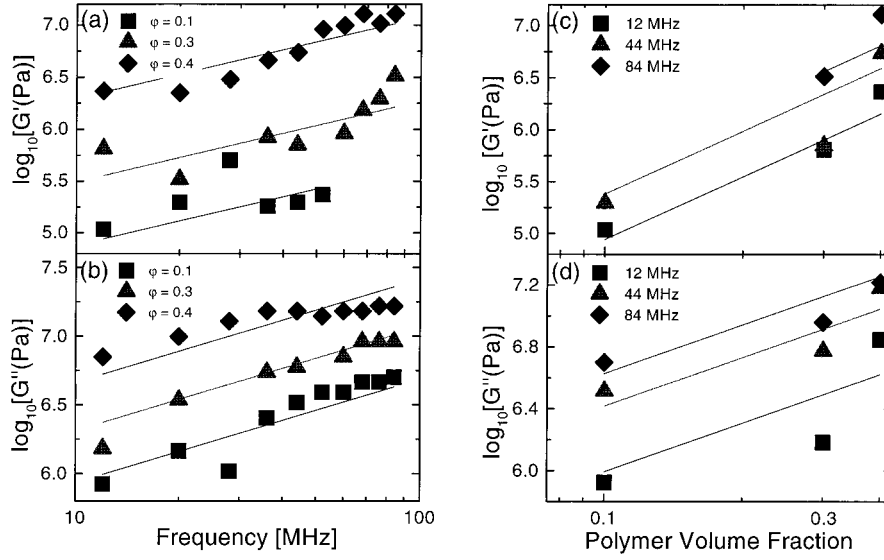 (a)
φ = 0.1
φ = 0.3
φ = 0.4
7.0
6.5
6.0
5.5
5.0
log10[G'(Pa)]
(b)
φ = 0.1
φ = 0.3
φ = 0.4
7.5
7.0
6.5
6.0
log10[G''(Pa)]
10
100
Frequency [MHz]
(c)
12 MHz
44 MHz
84 MHz
7.0
6.5
6.0
5.5
5.0
log10 [G'(Pa)]
(d)
12 MHz
44 MHz
84 MHz
7.2
6.8
6.4
6.0
log10[G''(Pa)]
0.1
0.3
Polymer Volume Fraction